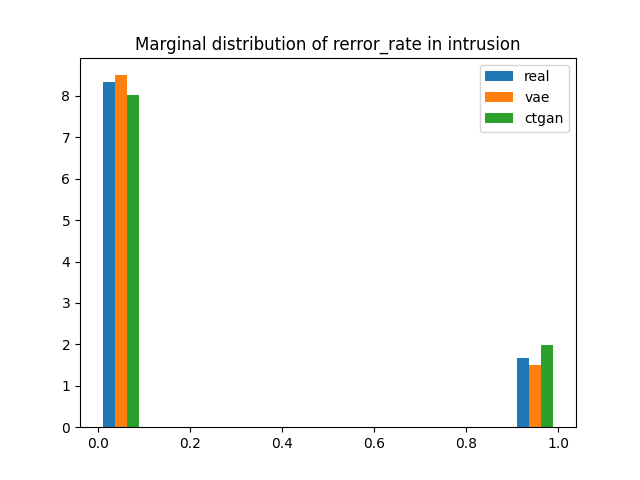 Marginal distribution of rerror_rate in intrusion
real
vae
ctgan
8
7
6
5
4
3
2
1
0
0.0 0.2 0.4 0.6 0.8 1.0